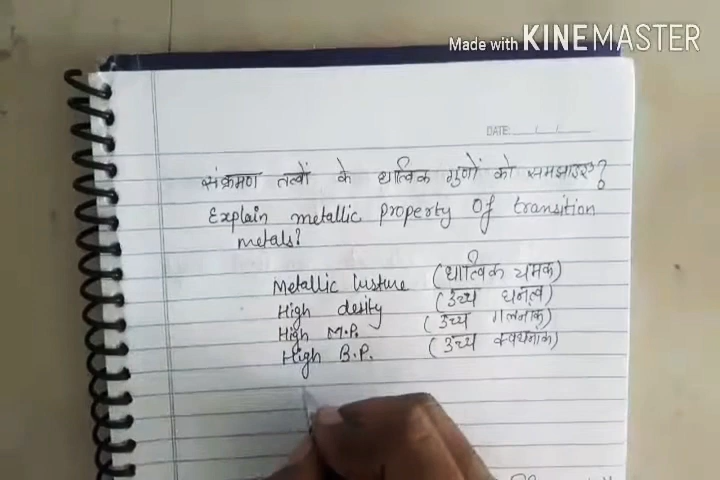 Made with KINEMASTER
DATE:
संक्रमण तत्वों के धात्विक गुणों को समझाइए?
Explain metallic property Of transition
metals?
Metallic lusture (धात्विक चमक)
High desity (उच्च घनत्व)
High M.P. (उच्च गलनांक)
High B.P. (उच्च क्वथनांक)